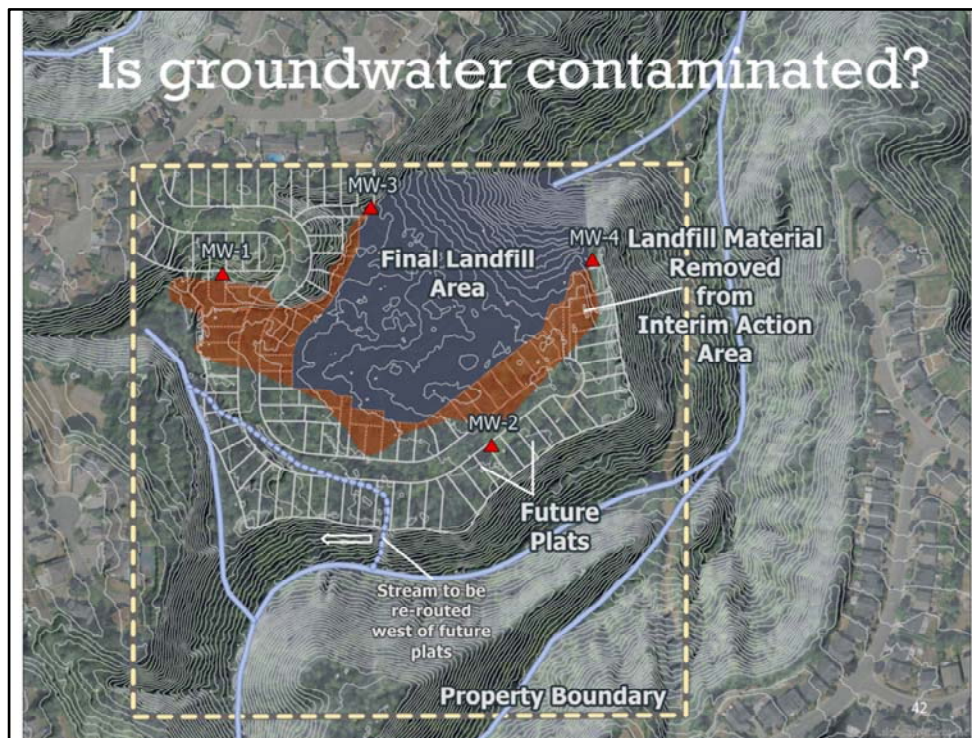 Is groundwater contaminated?
MW-3
MW-1
MW-4
Final Landfill
Area
Landfill Material
Removed
from
Interim Action
Area
MW-2
Future
Plats
Stream to be
re-routed
west of future
plats
Property Boundary
42